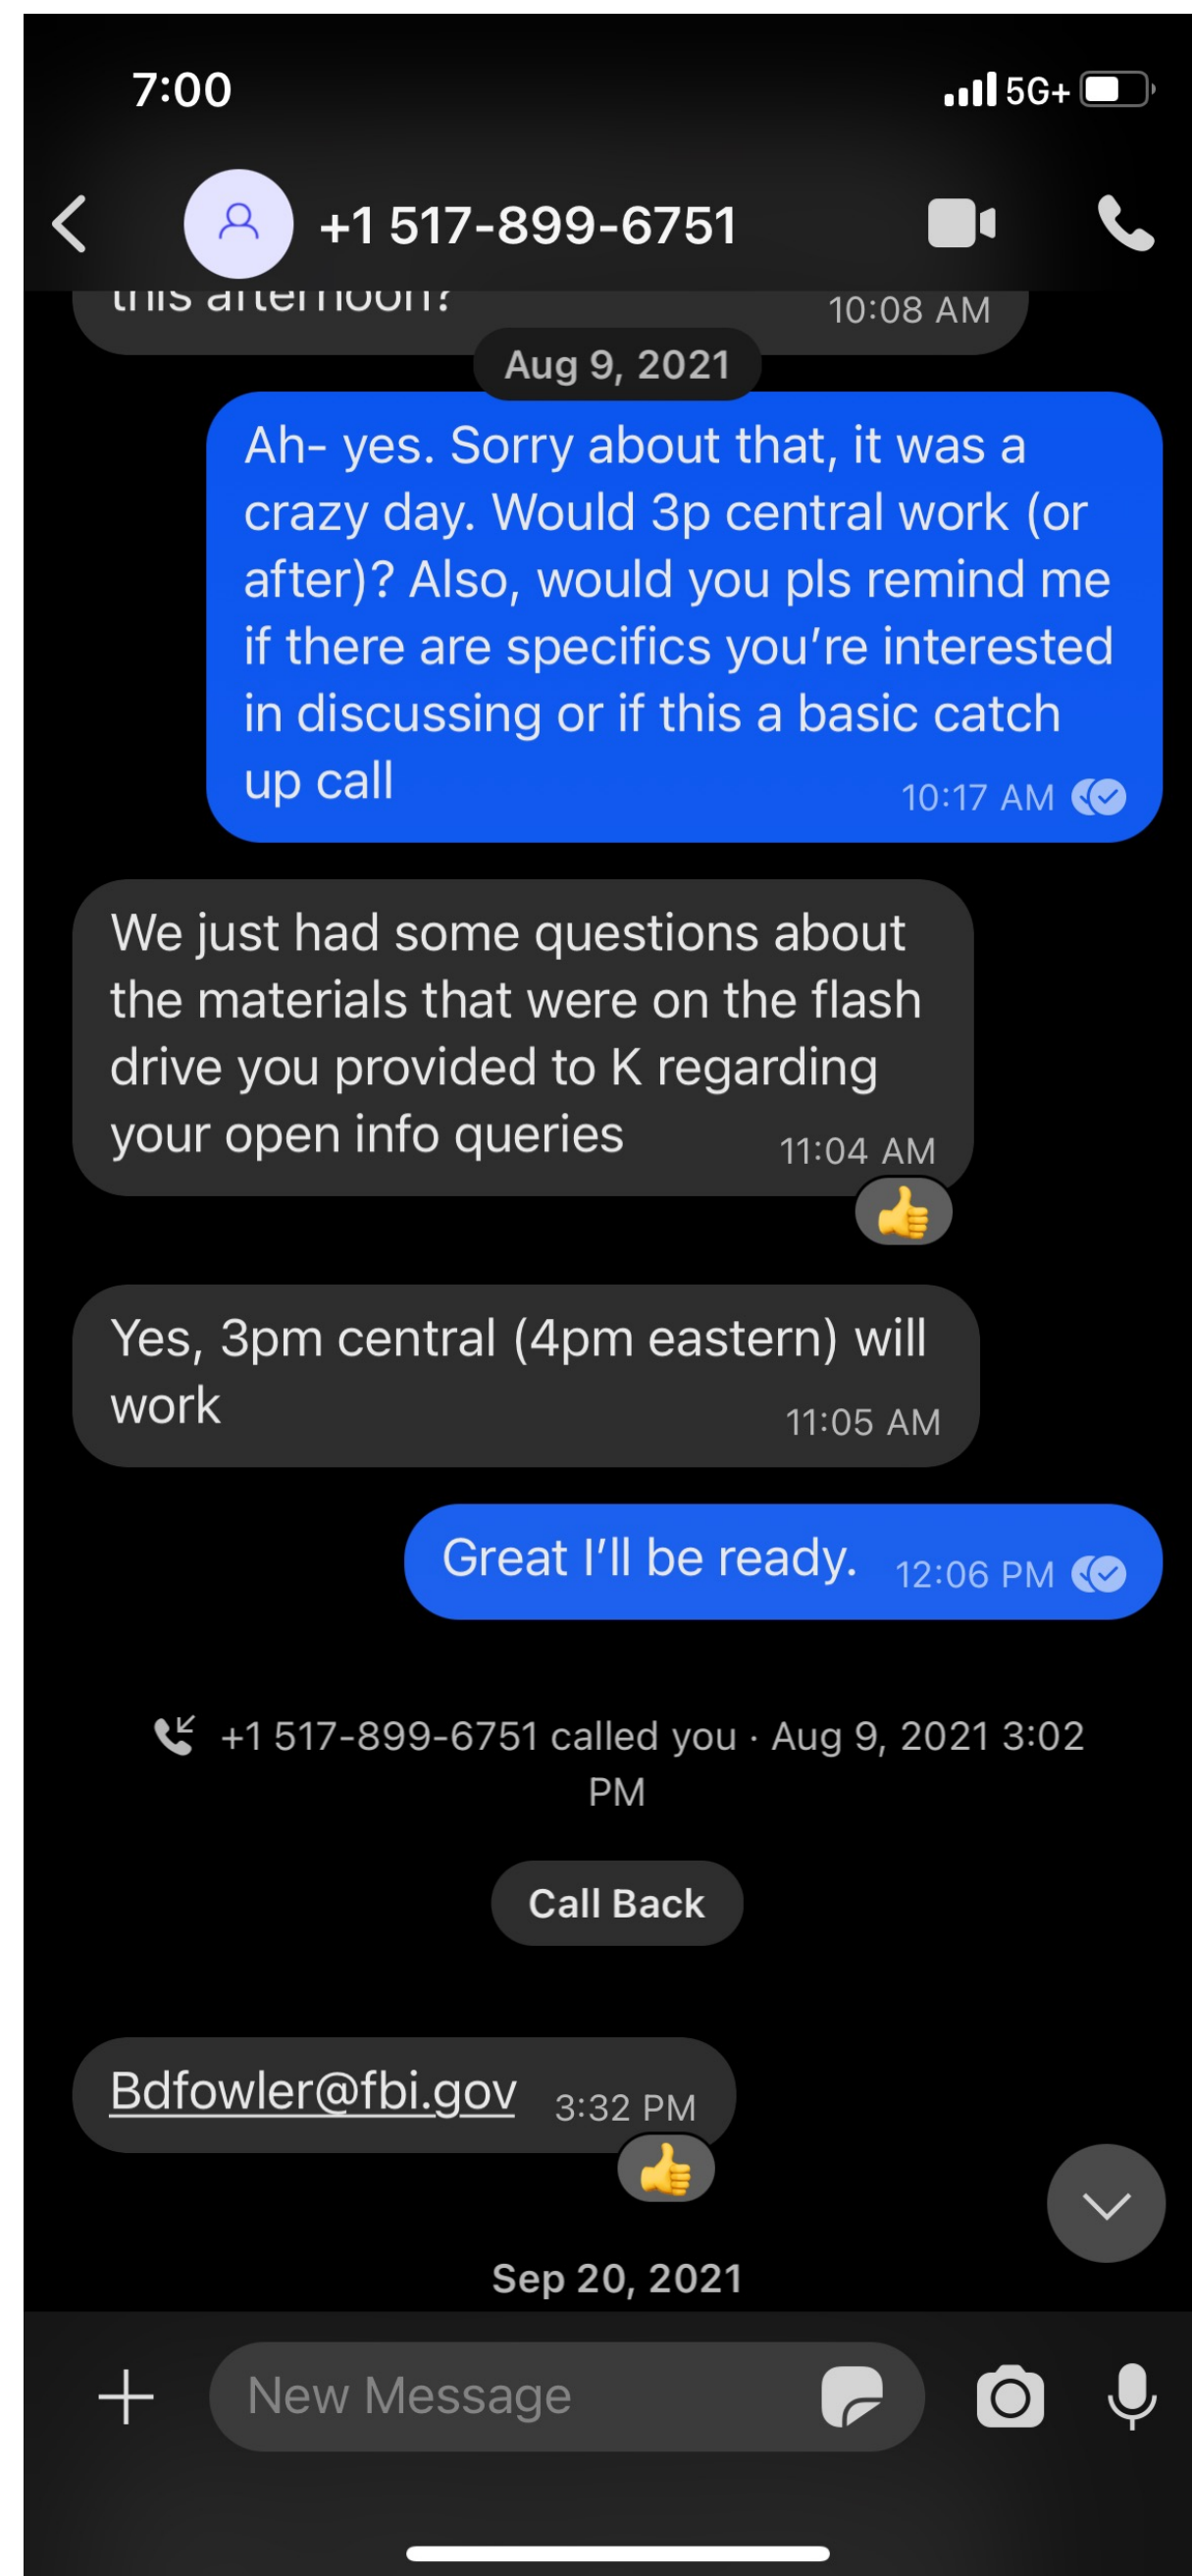 7:00
5G+
+1 517-899-6751
this afternoon?
10:08 AM
Aug 9, 2021
Ah- yes. Sorry about that, it was a
crazy day. Would 3p central work (or
after)? Also, would you pls remind me
if there are specifics you’re interested
in discussing or if this a basic catch
up call
10:17 AM
We just had some questions about
the materials that were on the flash
drive you provided to K regarding
your open info queries
11:04 AM
Yes, 3pm central (4pm eastern) will
work
11:05 AM
Great I’ll be ready.
12:06 PM
+1 517-899-6751 called you · Aug 9, 2021 3:02
PM
Call Back
Bdfowler@fbi.gov
3:32 PM
Sep 20, 2021
New Message